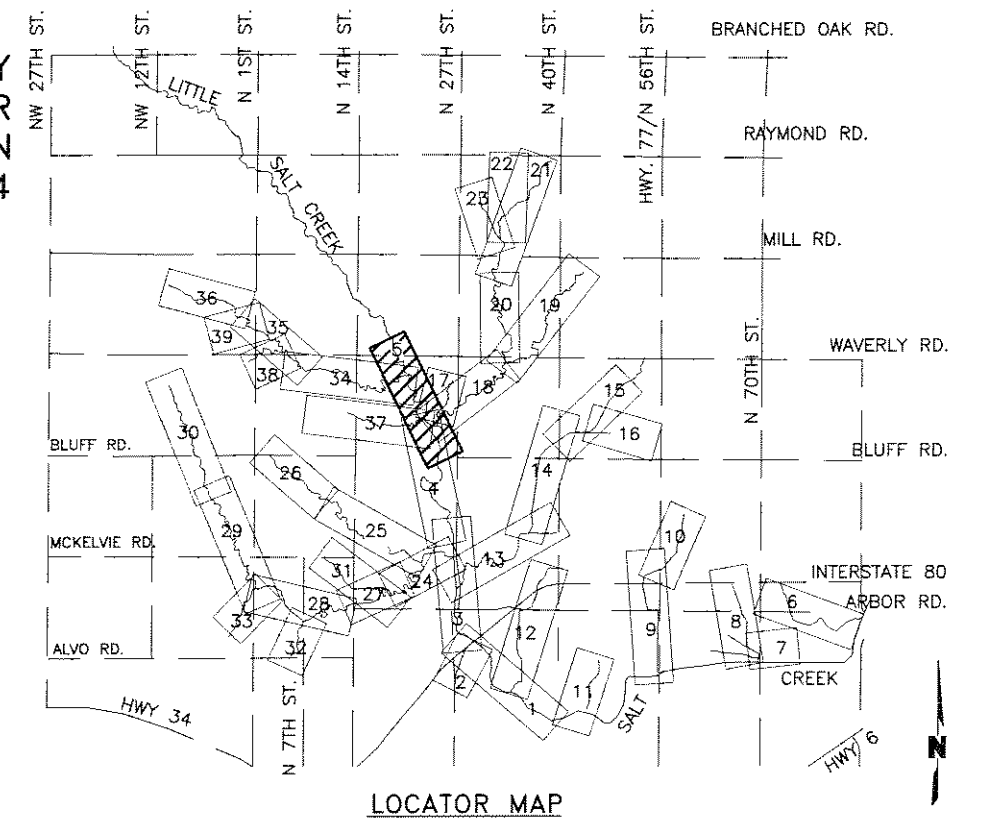 Y
R
N
4
NW 27TH ST.
NW 12TH ST.
N 1ST ST.
N 14TH ST.
N 27TH ST.
N 40TH ST.
HWY. 77/N 56TH ST.
BRANCHED OAK RD.
LITTLE
SALT CREEK
RAYMOND RD.
22
21
23
MILL RD.
36
20
19
39
35
N 70TH ST.
WAVERLY RD.
5
38
34
17
18
15
37
16
30
BLUFF RD.
BLUFF RD.
26
14
4
29
25
10
MCKELVIE RD.
13
31
24
INTERSTATE 80
27
28
6
ARBOR RD.
33
3
12
9
8
7
32
ALVO RD.
2
11
CREEK
SALT
1
HWY 34
N 7TH ST.
HWY 6
N
LOCATOR MAP